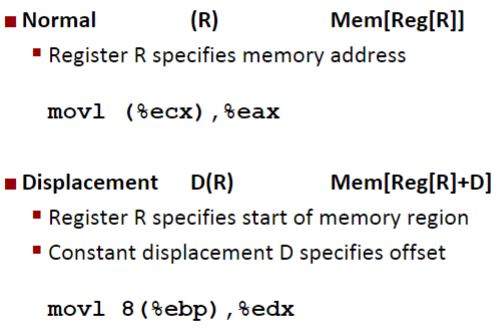 ■ Normal (R) Mem[Reg[R]]
▪ Register R specifies memory address
movl (%ecx),%eax
■ Displacement D(R) Mem[Reg[R]+D]
▪ Register R specifies start of memory region
▪ Constant displacement D specifies offset
movl 8(%ebp),%edx